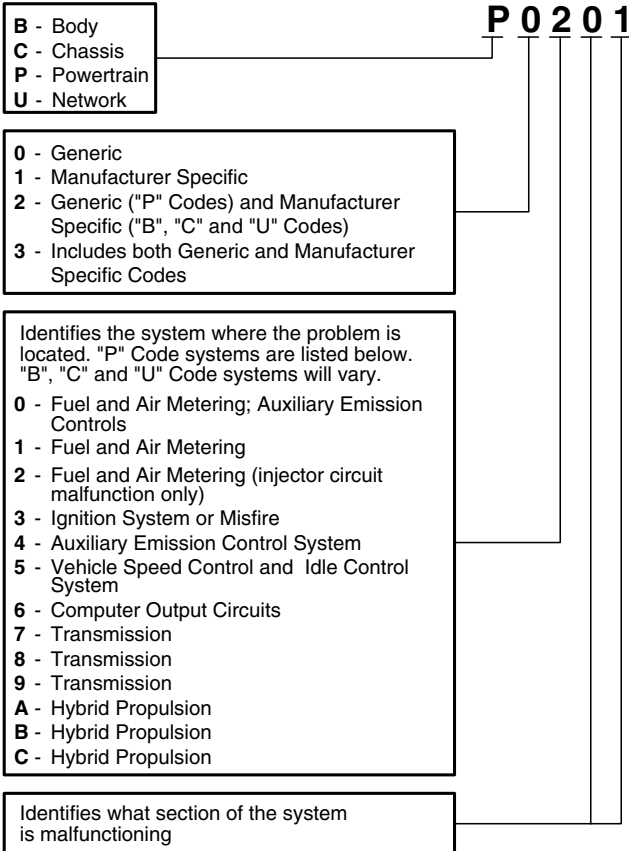 P 0 2 0 1
B - Body
C - Chassis
P - Powertrain
U - Network
0 - Generic
1 - Manufacturer Specific
2 - Generic ("P" Codes) and Manufacturer
Specific ("B", "C" and "U" Codes)
3 - Includes both Generic and Manufacturer
Specific Codes
Identifies the system where the problem is
located. "P" Code systems are listed below.
"B", "C" and "U" Code systems will vary.
0 - Fuel and Air Metering; Auxiliary Emission
Controls
1 - Fuel and Air Metering
2 - Fuel and Air Metering (injector circuit
malfunction only)
3 - Ignition System or Misfire
4 - Auxiliary Emission Control System
5 - Vehicle Speed Control and Idle Control
System
6 - Computer Output Circuits
7 - Transmission
8 - Transmission
9 - Transmission
A - Hybrid Propulsion
B - Hybrid Propulsion
C - Hybrid Propulsion
Identifies what section of the system
is malfunctioning